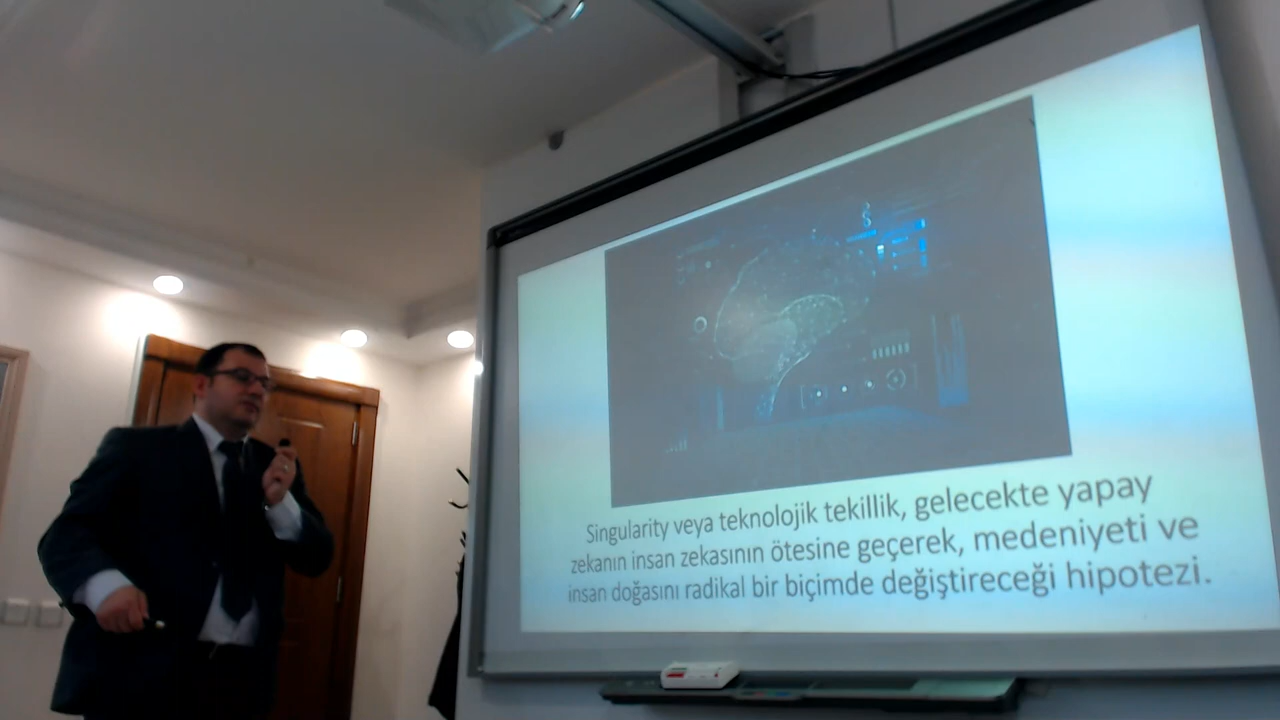 Singularity veya teknolojik tekillik, gelecekte yapay
zekanın insan zekasının ötesine geçerek, medeniyeti ve
insan doğasını radikal bir biçimde değiştireceği hipotezi.